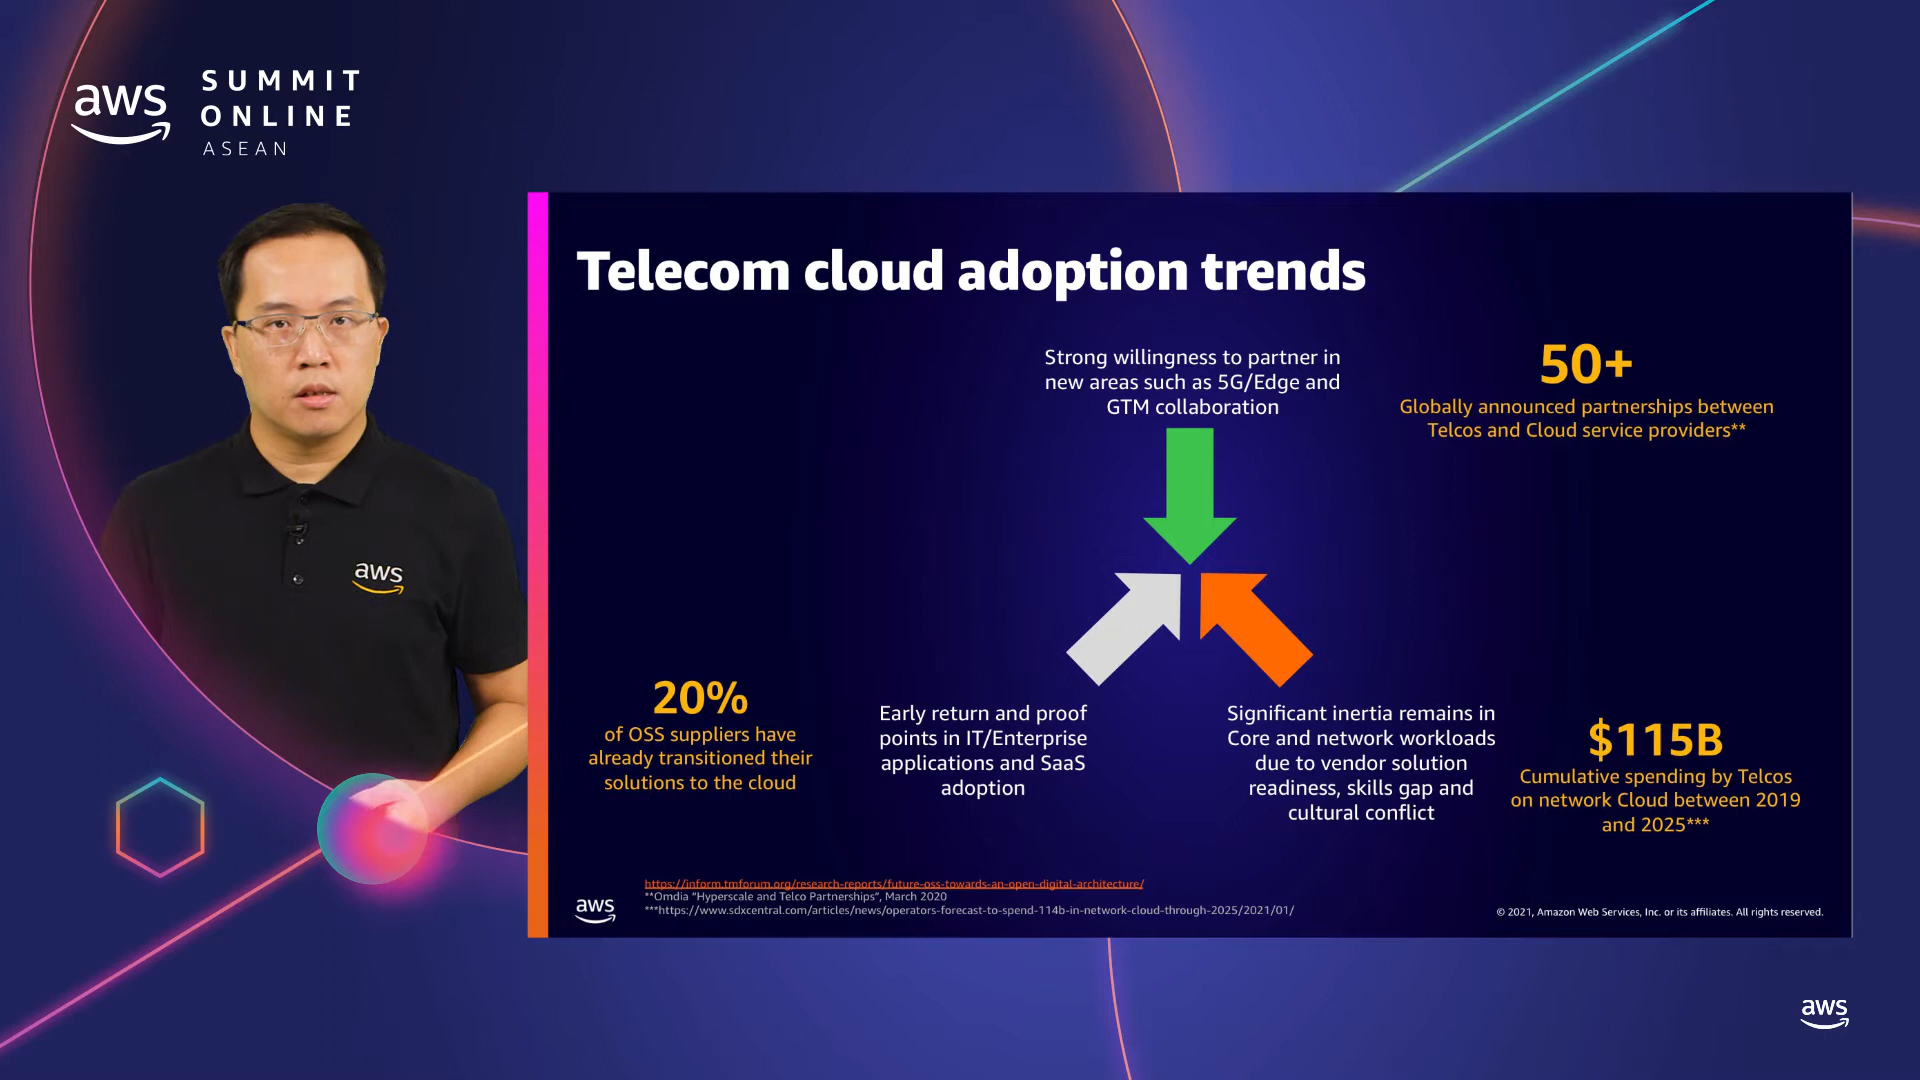 aws
SUMMIT
ONLINE
ASEAN
aws
Telecom cloud adoption trends
Strong willingness to partner in
new areas such as 5G/Edge and
GTM collaboration
50+
Globally announced partnerships between
Telcos and Cloud service providers**
20%
of OSS suppliers have
already transitioned their
solutions to the cloud
Early return and proof
points in IT/Enterprise
applications and SaaS
adoption
Significant inertia remains in
Core and network workloads
due to vendor solution
readiness, skills gap and
cultural conflict
$115B
Cumulative spending by Telcos
on network Cloud between 2019
and 2025***
aws
https://inform.tmforum.org/research-reports/future-oss-towards-an-open-digital-architecture/
**Omdia "Hyperscale and Telco Partnerships", March 2020
***https://www.sdxcentral.com/articles/news/operators-forecast-to-spend-114b-in-network-cloud-through-2025/2021/01/
© 2021, Amazon Web Services, Inc. or its affiliates. All rights reserved.
aws